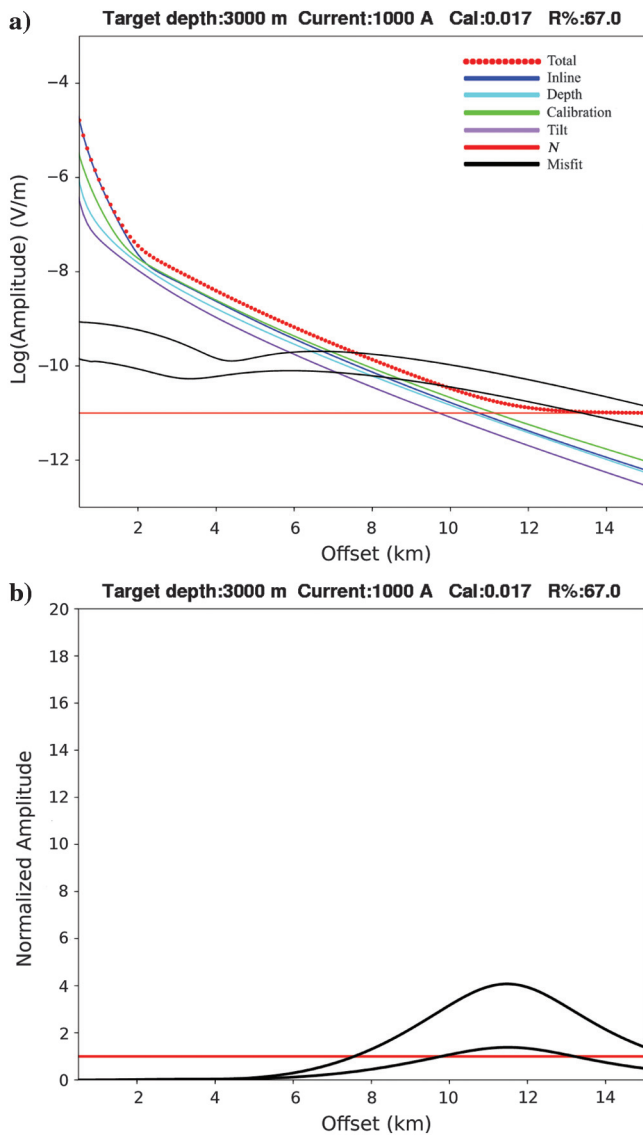 a)
Target depth:3000 m Current:1000 A Cal:0.017 R%:67.0
Log(Amplitude) (V/m)
−4
−6
−8
−10
−12
Total
Inline
Depth
Calibration
Tilt
N
Misfit
2 4 6 8 10 12 14
Offset (km)
b)
Target depth:3000 m Current:1000 A Cal:0.017 R%:67.0
Normalized Amplitude
20
18
16
14
12
10
8
6
4
2
0
2 4 6 8 10 12 14
Offset (km)